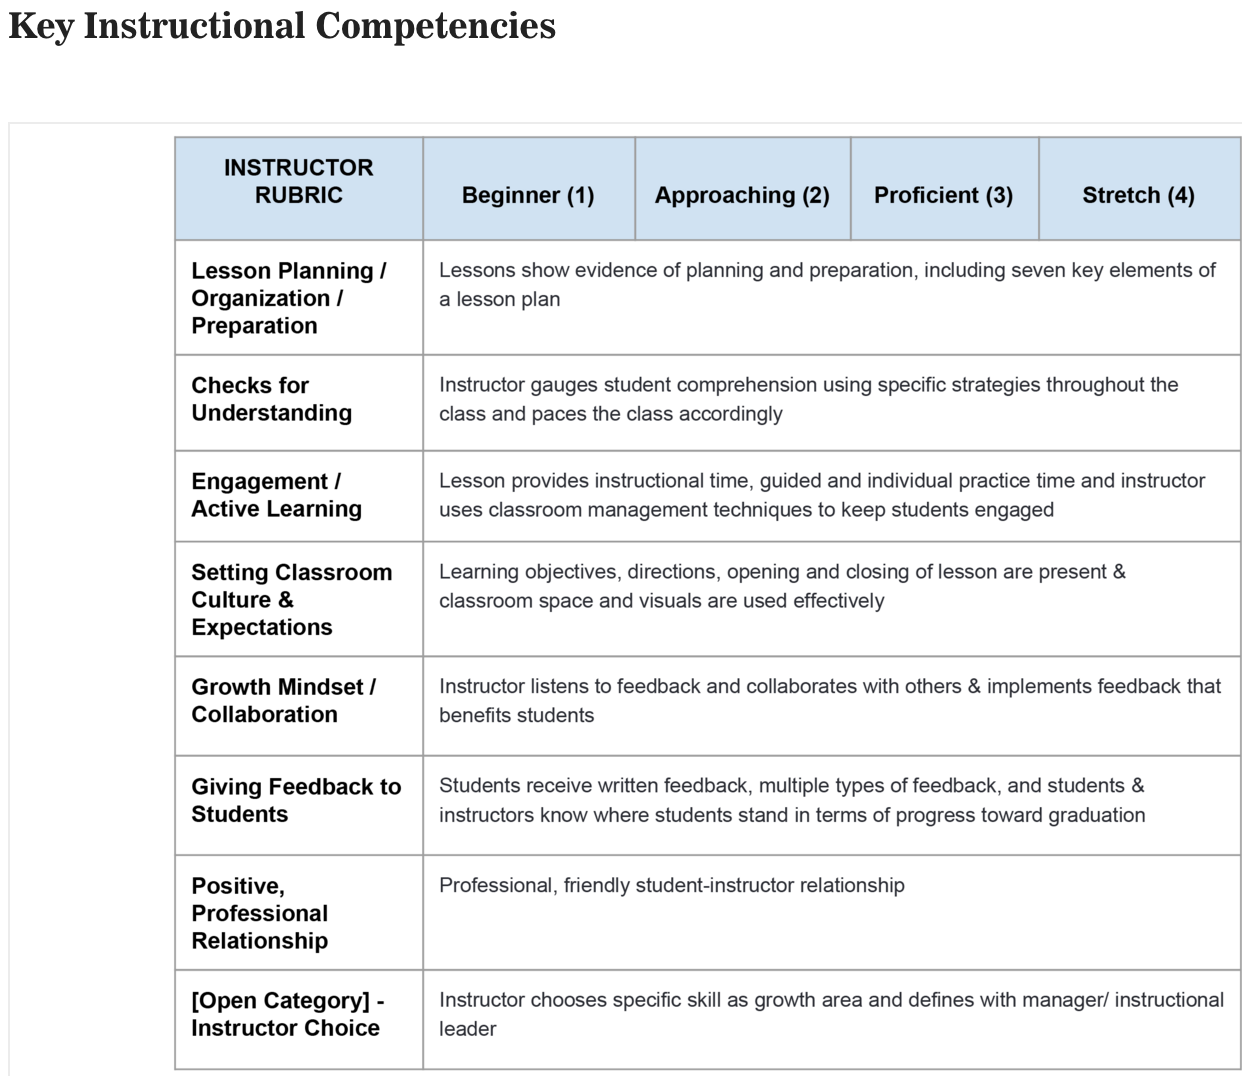 Key Instructional Competencies
INSTRUCTOR
RUBRIC
Beginner (1)
Approaching (2)
Proficient (3)
Stretch (4)
Lesson Planning /
Organization /
Preparation
Lessons show evidence of planning and preparation, including seven key elements of
a lesson plan
Checks for
Understanding
Instructor gauges student comprehension using specific strategies throughout the
class and paces the class accordingly
Engagement /
Active Learning
Lesson provides instructional time, guided and individual practice time and instructor
uses classroom management techniques to keep students engaged
Setting Classroom
Culture &
Expectations
Learning objectives, directions, opening and closing of lesson are present &
classroom space and visuals are used effectively
Growth Mindset /
Collaboration
Instructor listens to feedback and collaborates with others & implements feedback that
benefits students
Giving Feedback to
Students
Students receive written feedback, multiple types of feedback, and students &
instructors know where students stand in terms of progress toward graduation
Positive,
Professional
Relationship
Professional, friendly student-instructor relationship
[Open Category] -
Instructor Choice
Instructor chooses specific skill as growth area and defines with manager/ instructional
leader